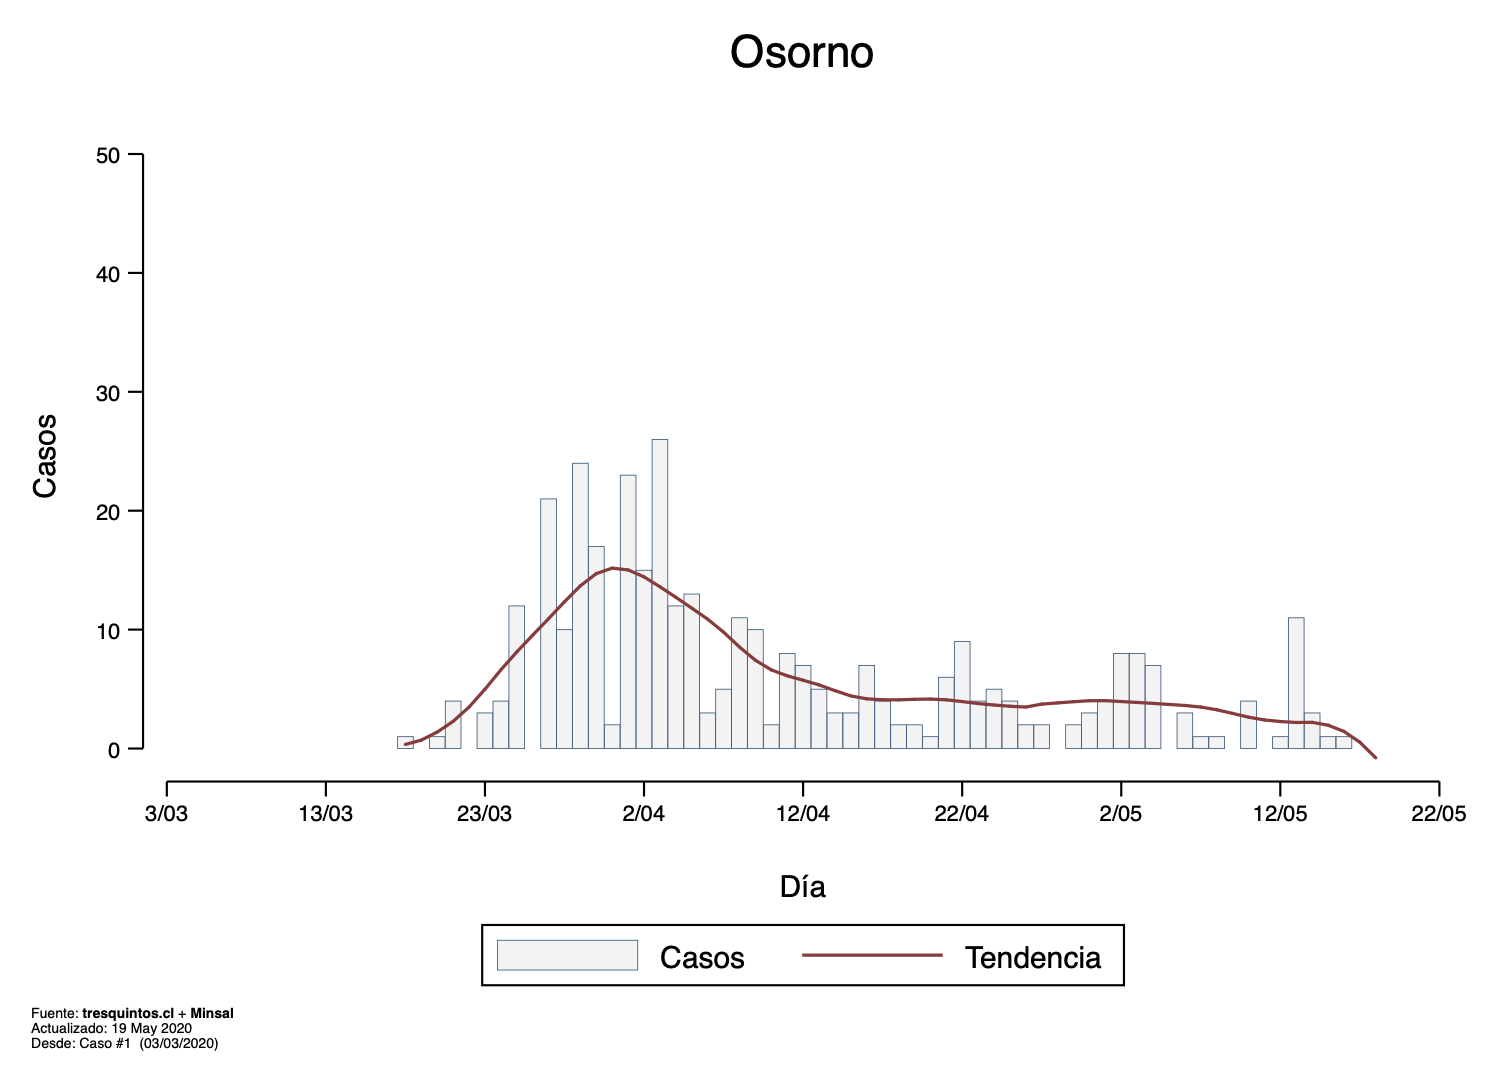 Osorno
50
40
30
20
10
0
Casos
3/03 13/03 23/03 2/04 12/04 22/04 2/05 12/05 22/05
Día
Casos Tendencia
Fuente: tresquintos.cl + Minsal
Actualizado: 19 May 2020
Desde: Caso #1 (03/03/2020)